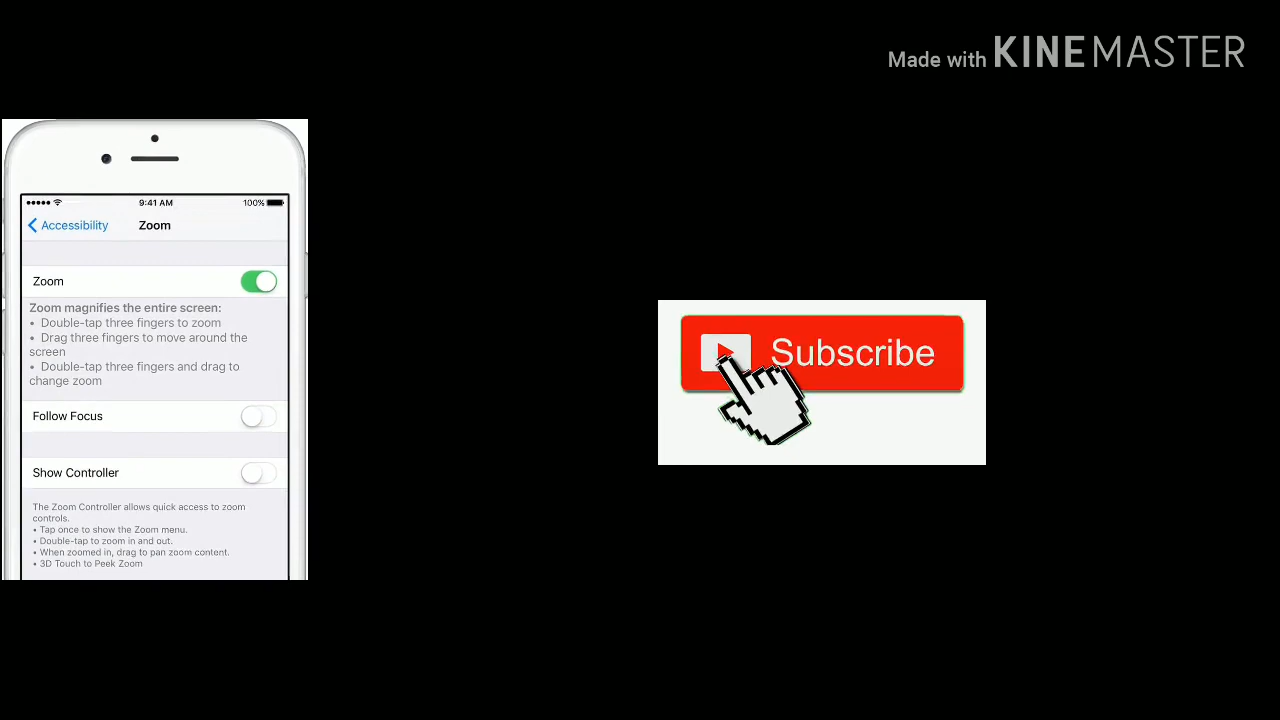 Made with KINEMASTER
9:41 AM 100%
Accessibility Zoom
Zoom
Zoom magnifies the entire screen:
• Double-tap three fingers to zoom
• Drag three fingers to move around the
screen
• Double-tap three fingers and drag to
change zoom
Follow Focus
Show Controller
The Zoom Controller allows quick access to zoom
controls.
• Tap once to show the Zoom menu.
• Double-tap to zoom in and out.
• When zoomed in, drag to pan zoom content.
• 3D Touch to Peek Zoom
Subscribe